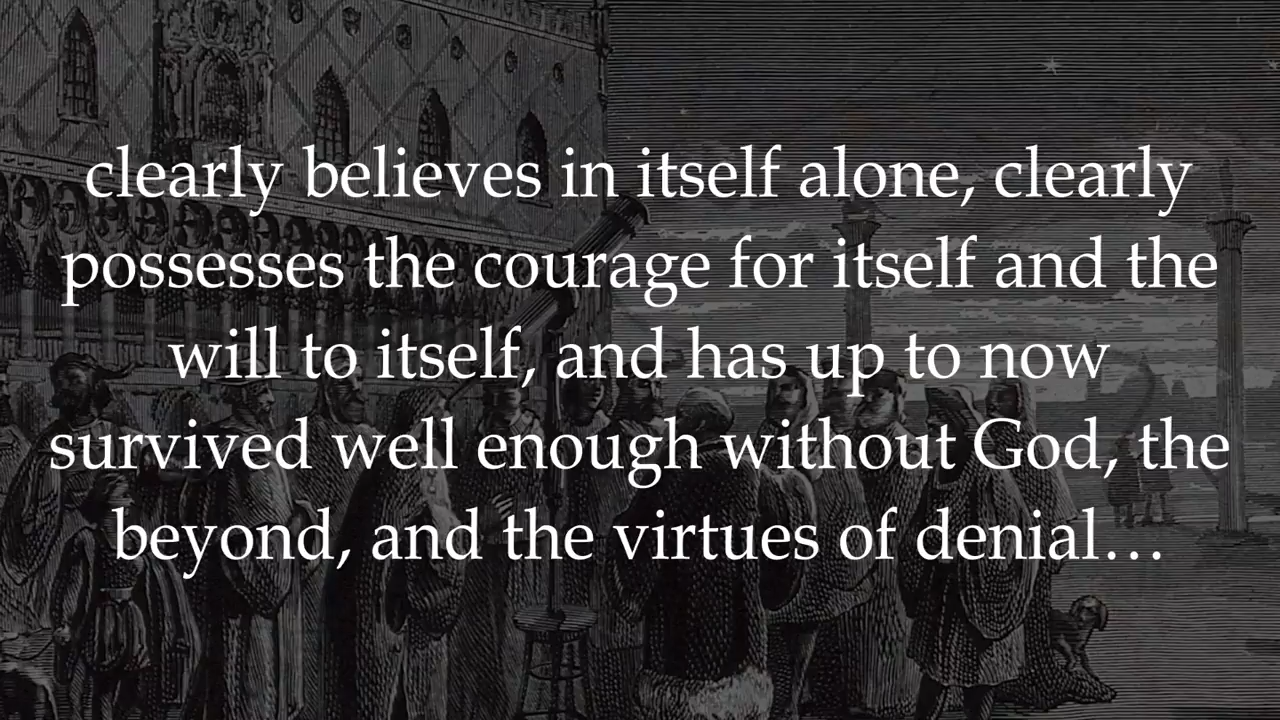 clearly believes in itself alone, clearly
possesses the courage for itself and the
will to itself, and has up to now
survived well enough without God, the
beyond, and the virtues of denial…